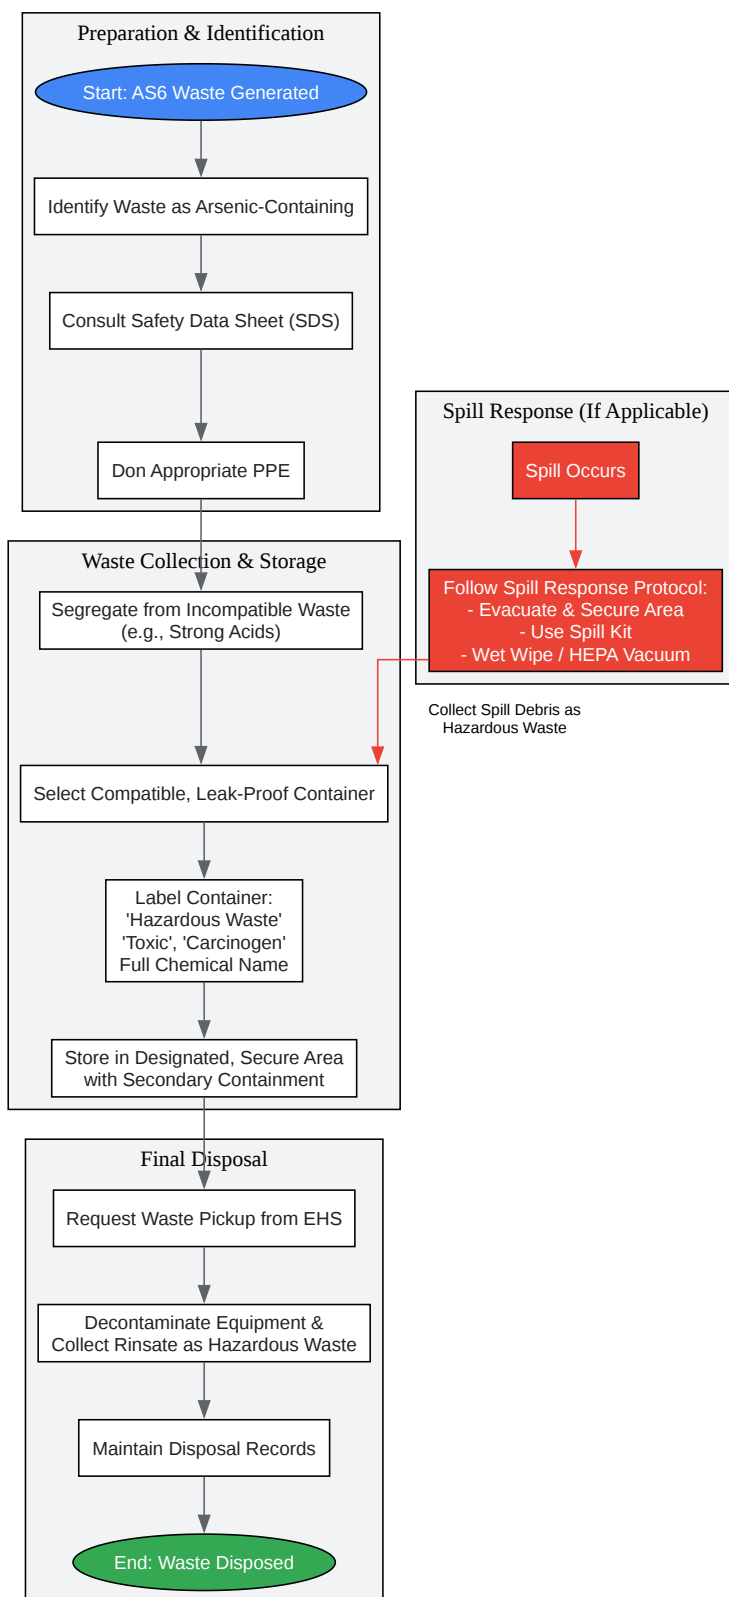 Preparation & Identification
Start: AS6 Waste Generated
Identify Waste as Arsenic-Containing
Consult Safety Data Sheet (SDS)
Don Appropriate PPE
Spill Response (If Applicable)
Spill Occurs
Follow Spill Response Protocol:
- Evacuate & Secure Area
- Use Spill Kit
- Wet Wipe / HEPA Vacuum
Collect Spill Debris as
Hazardous Waste
Waste Collection & Storage
Segregate from Incompatible Waste
(e.g., Strong Acids)
Select Compatible, Leak-Proof Container
Label Container:
'Hazardous Waste'
'Toxic', 'Carcinogen'
Full Chemical Name
Store in Designated, Secure Area
with Secondary Containment
Final Disposal
Request Waste Pickup from EHS
Decontaminate Equipment &
Collect Rinsate as Hazardous Waste
Maintain Disposal Records
End: Waste Disposed